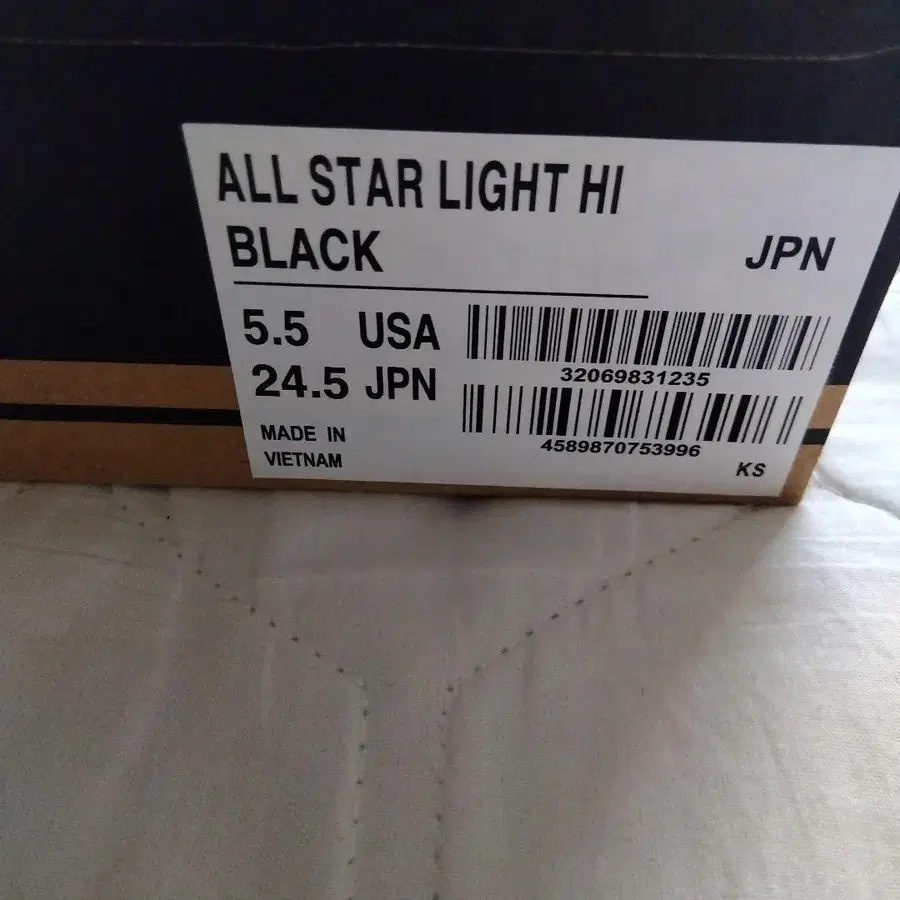 ALL STAR LIGHT HI
BLACK
JPN
5.5 USA
24.5 JPN
32069831235
4589870753996
MADE IN
VIETNAM
KS